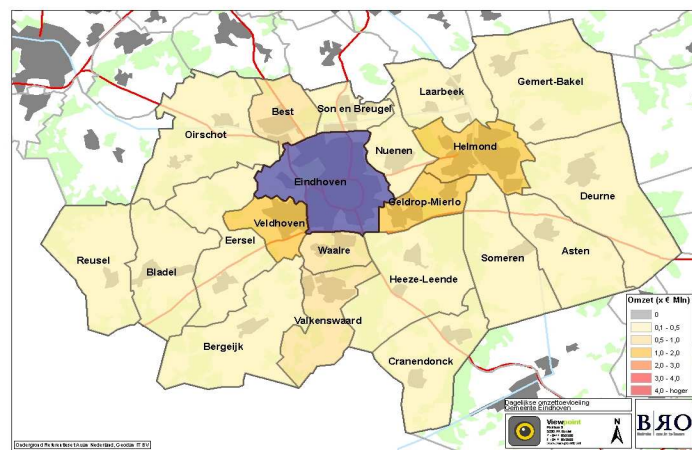 Gemert-Bakel
Laarbeek
Best
Son en Breugel
Oirschot
Nuenen
Helmond
Eindhoven
Deurne
Geldrop-Mierlo
Veldhoven
Eersel
Waalre
Someren
Asten
Reusel
Bladel
Heeze-Leende
Valkenswaard
Bergeijk
Cranendonck
Omzet (x € Mln)
0
0,1 - 0,5
0,5 - 1,0
1,0 - 2,0
2,0 - 3,0
3,0 - 4,0
4,0 - hoger
Dagelijkse omzettoevloeiing
Gemeente Eindhoven
Viewpoint
N
BRO